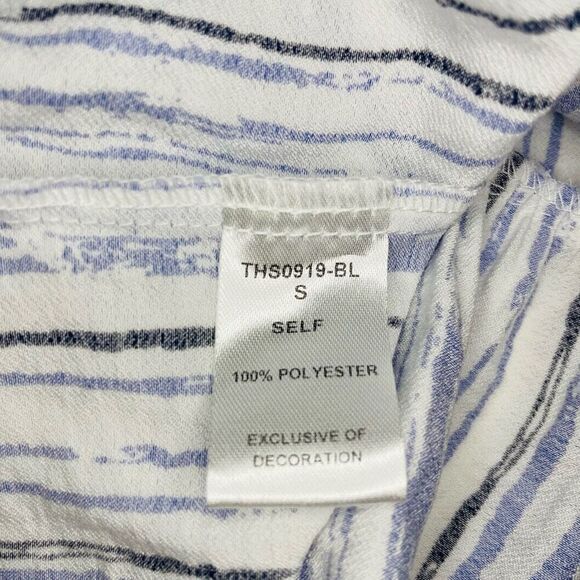 THS0919-BL
S
SELF
100% POLYESTER
EXCLUSIVE OF
DECORATION